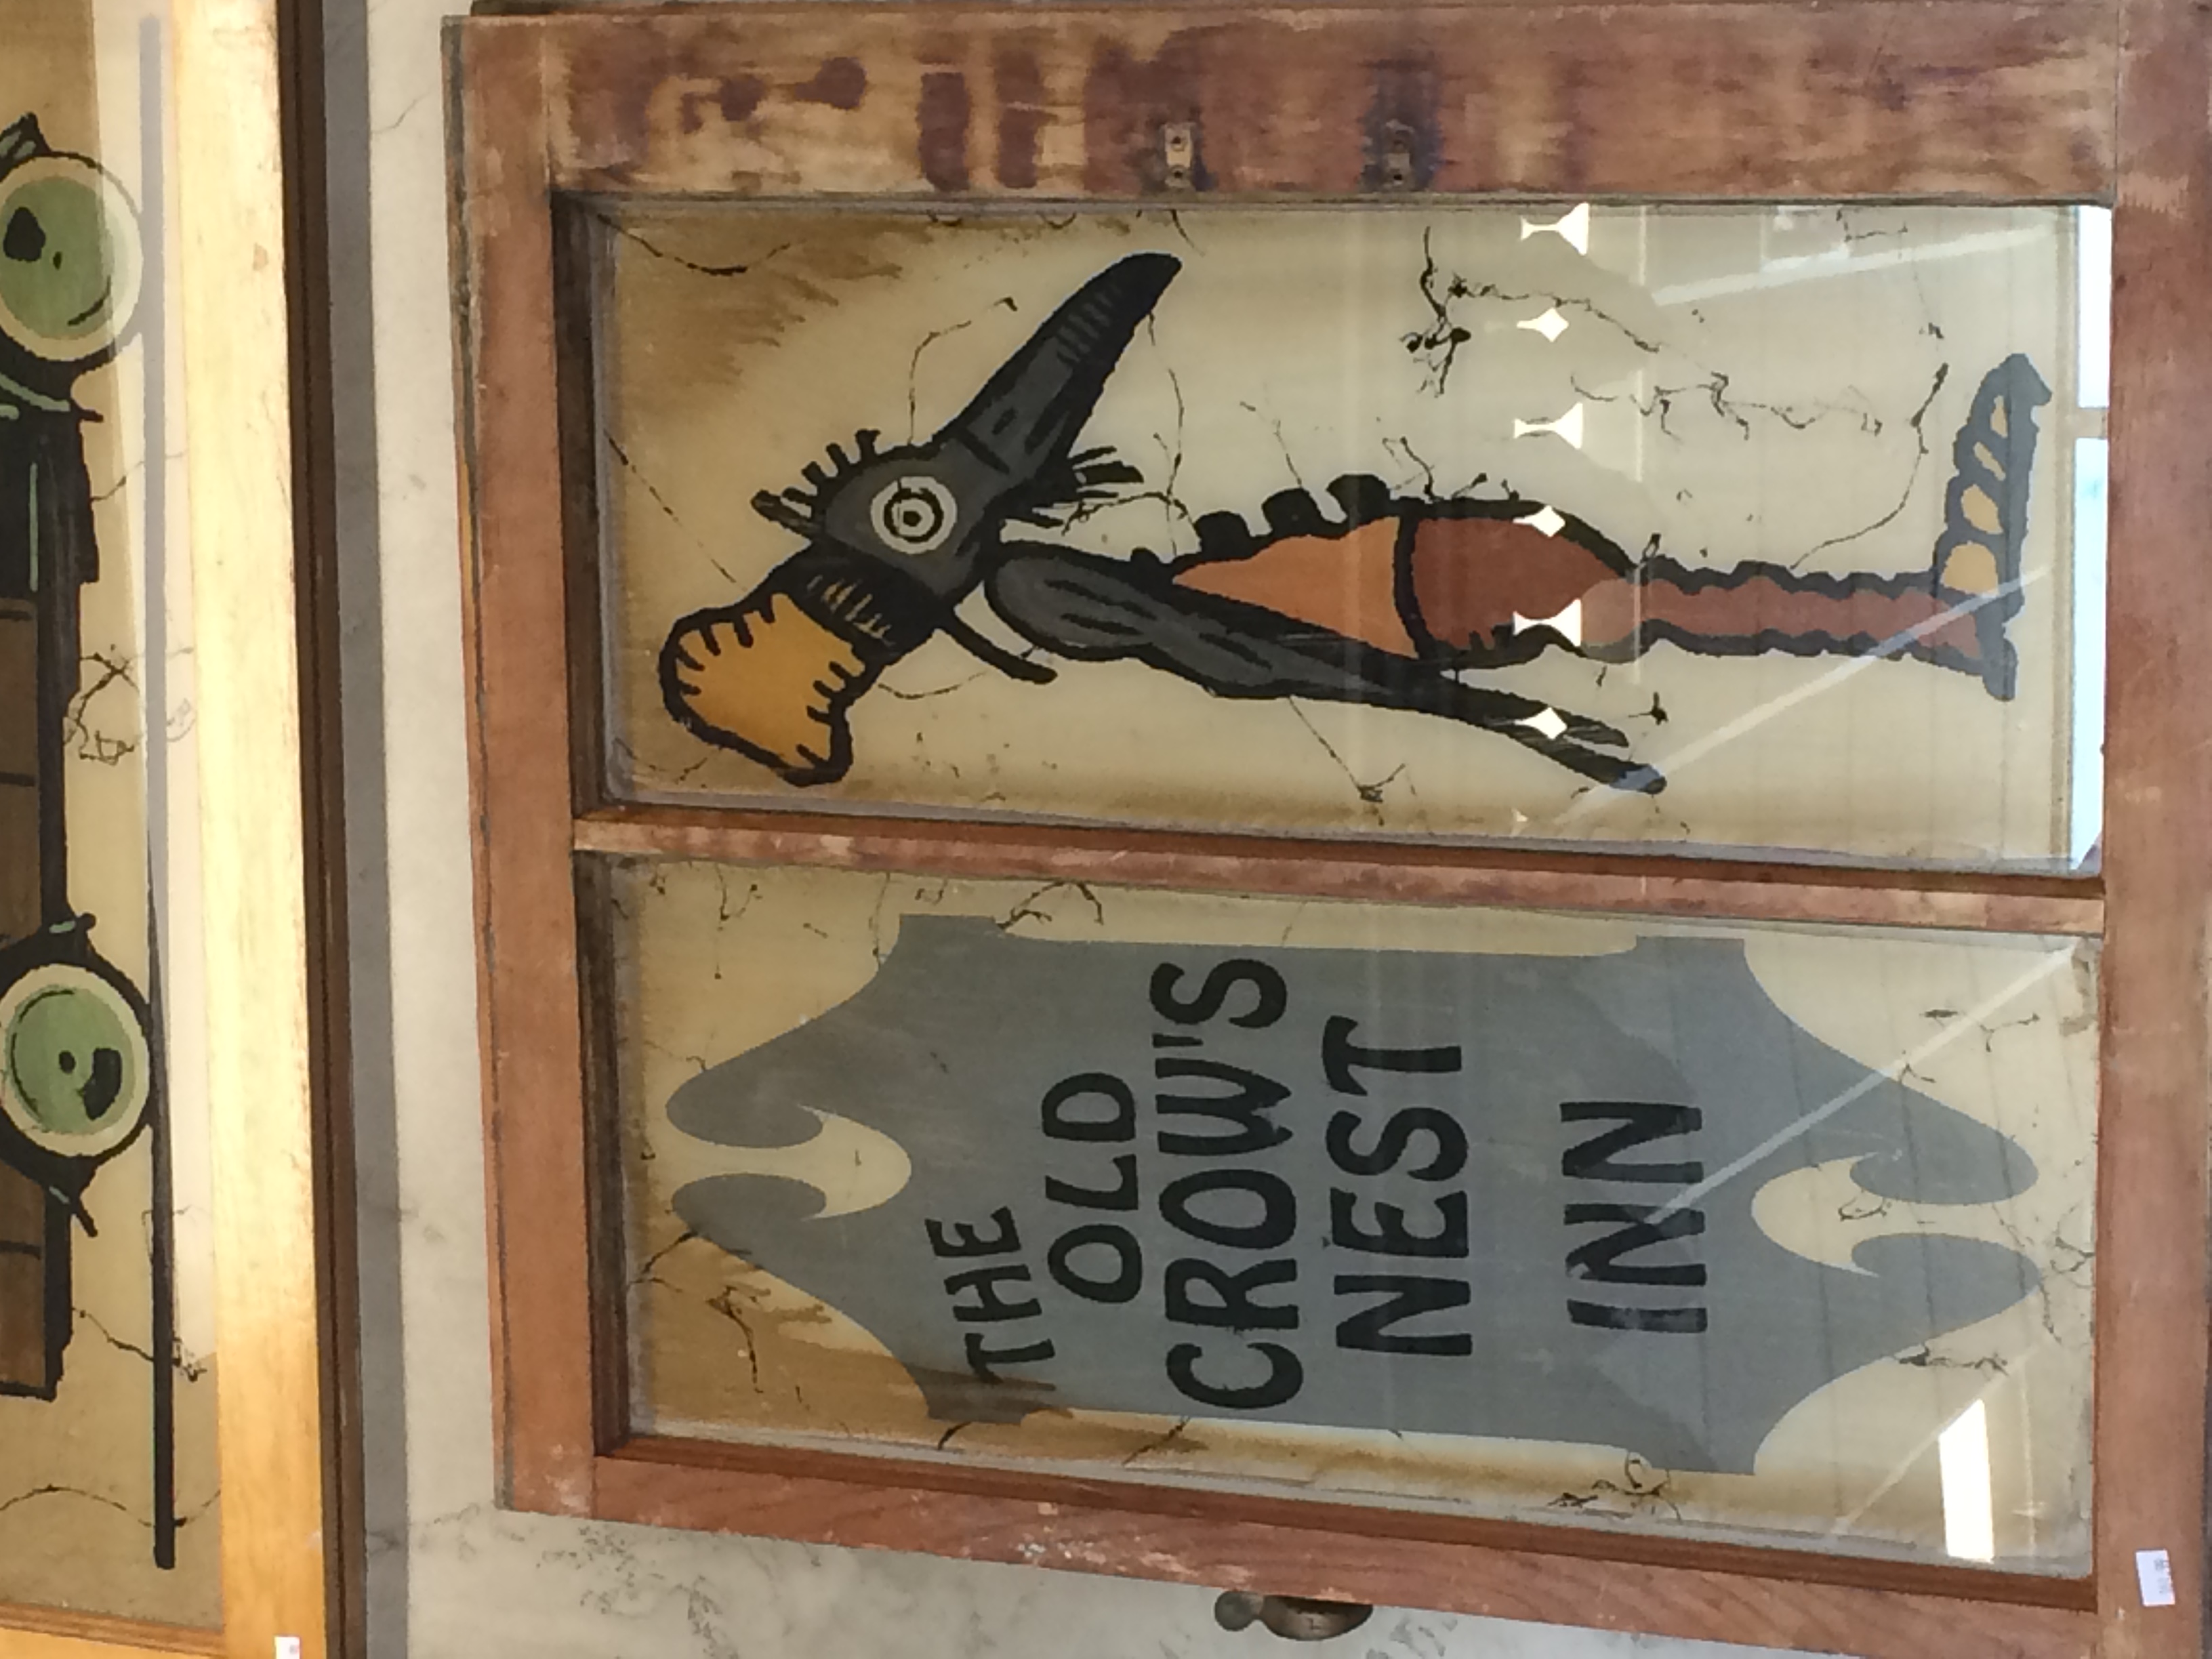 THE
OLD
CROW'S
NEST
INN